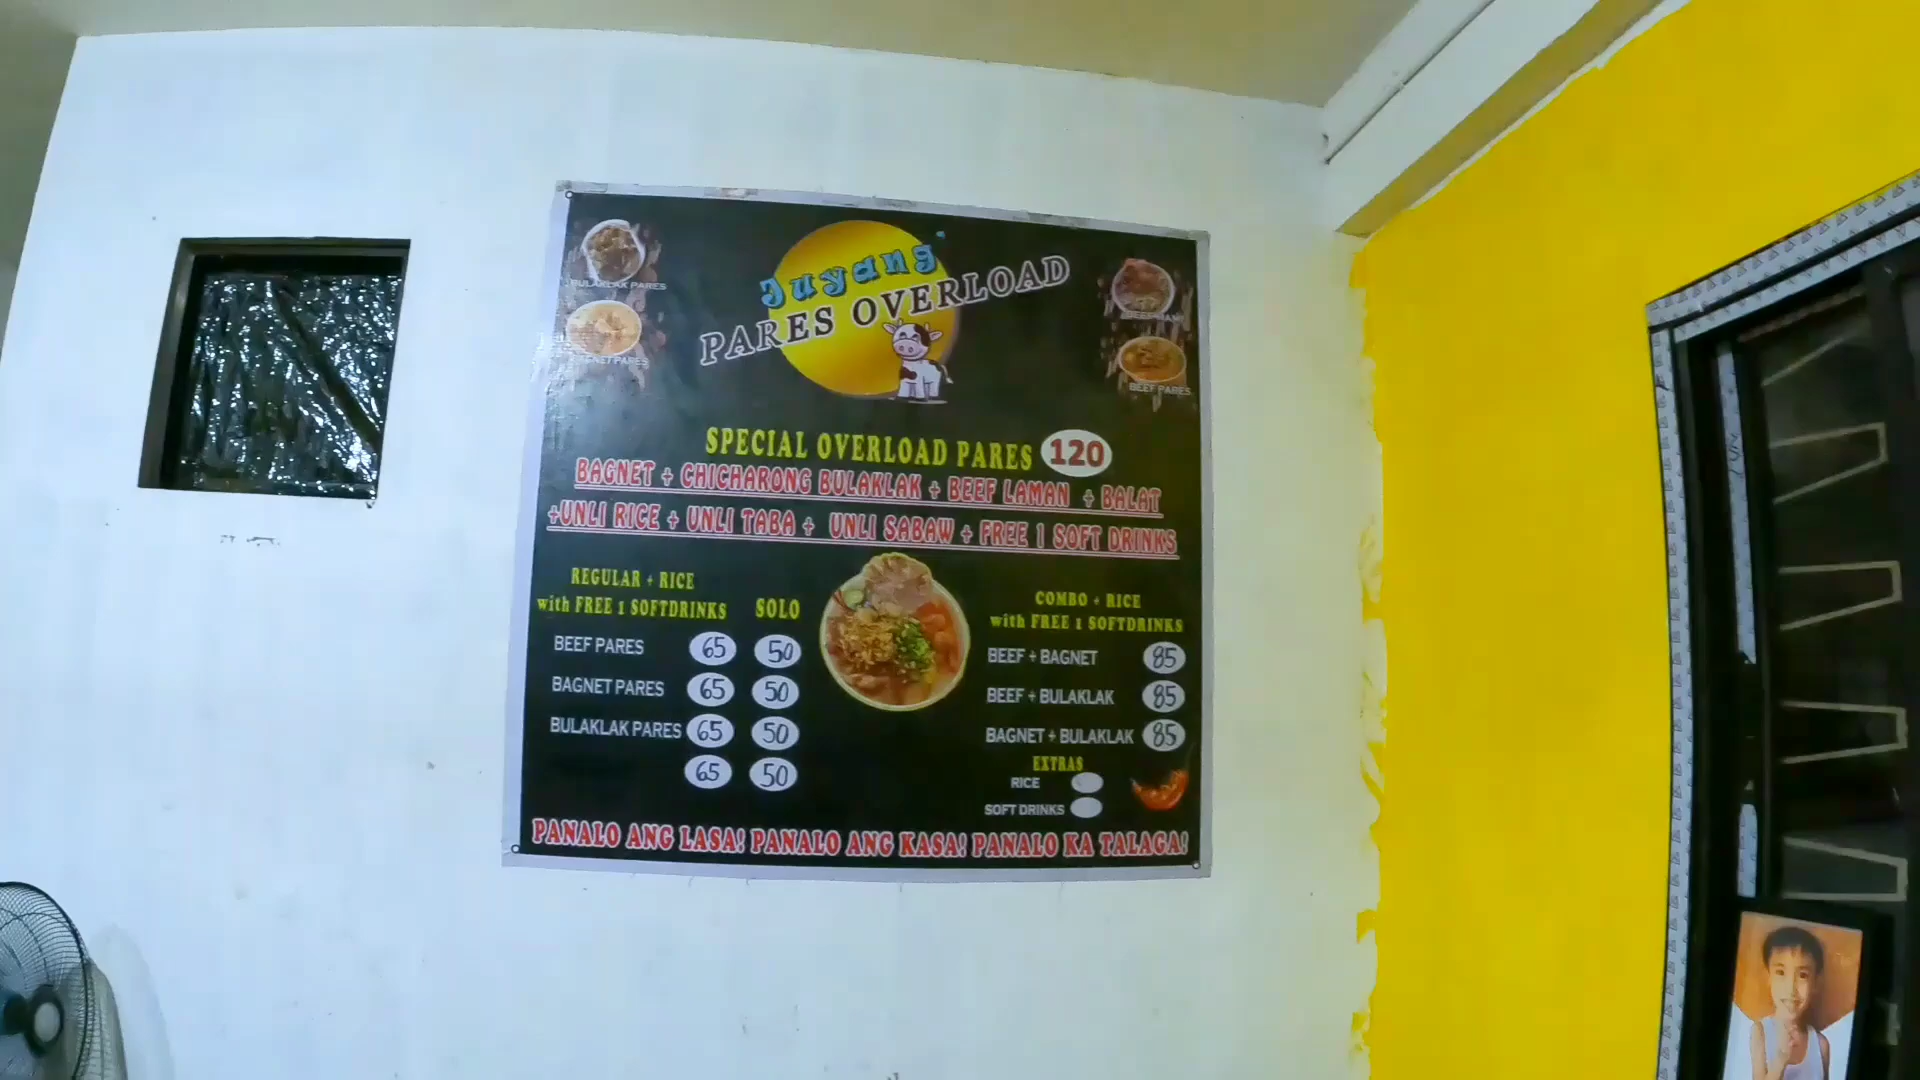 Juyang
PARES OVERLOAD
BULAKLAK PARES
BAGNET PARES
BEEF PARES
SPECIAL OVERLOAD PARES 120
BAGNET + CHICHARONG BULAKLAK + BEEF LAMAN + BALAT
+UNLI RICE + UNLI TABA + UNLI SABAW + FREE 1 SOFT DRINKS
REGULAR + RICE
with FREE 1 SOFTDRINKS SOLO
BEEF PARES 65 50
BAGNET PARES 65 50
BULAKLAK PARES 65 50
65 50
COMBO + RICE
with FREE 1 SOFTDRINKS
BEEF + BAGNET 85
BEEF + BULAKLAK 85
BAGNET + BULAKLAK 85
EXTRAS
RICE
SOFT DRINKS
PANALO ANG LASA! PANALO ANG KASA! PANALO KA TALAGA!